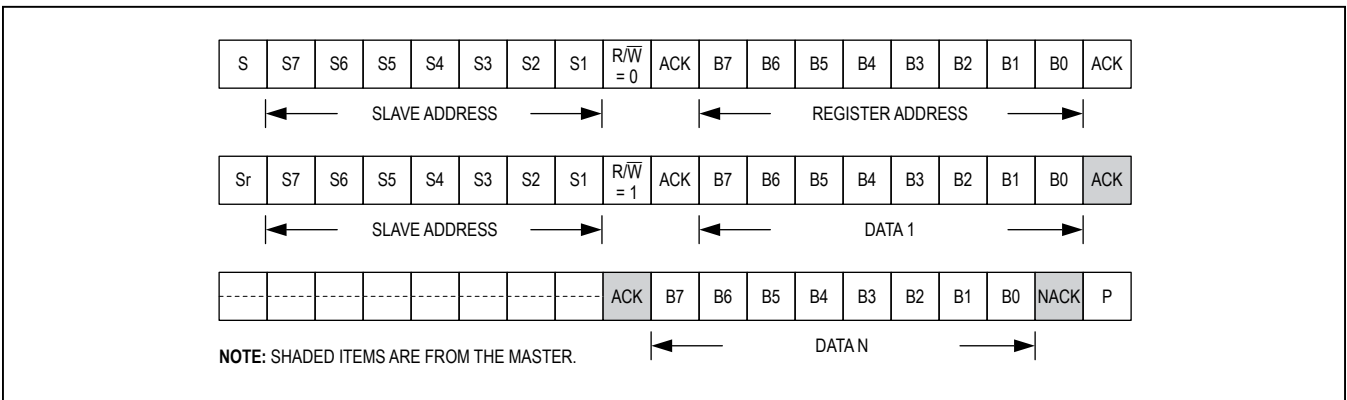 S S7 S6 S5 S4 S3 S2 S1 R/W̅ = 0 ACK B7 B6 B5 B4 B3 B2 B1 B0 ACK
SLAVE ADDRESS REGISTER ADDRESS
Sr S7 S6 S5 S4 S3 S2 S1 R/W̅ = 1 ACK B7 B6 B5 B4 B3 B2 B1 B0 ACK
SLAVE ADDRESS DATA 1
ACK B7 B6 B5 B4 B3 B2 B1 B0 NACK P
DATA N
NOTE: SHADED ITEMS ARE FROM THE MASTER.